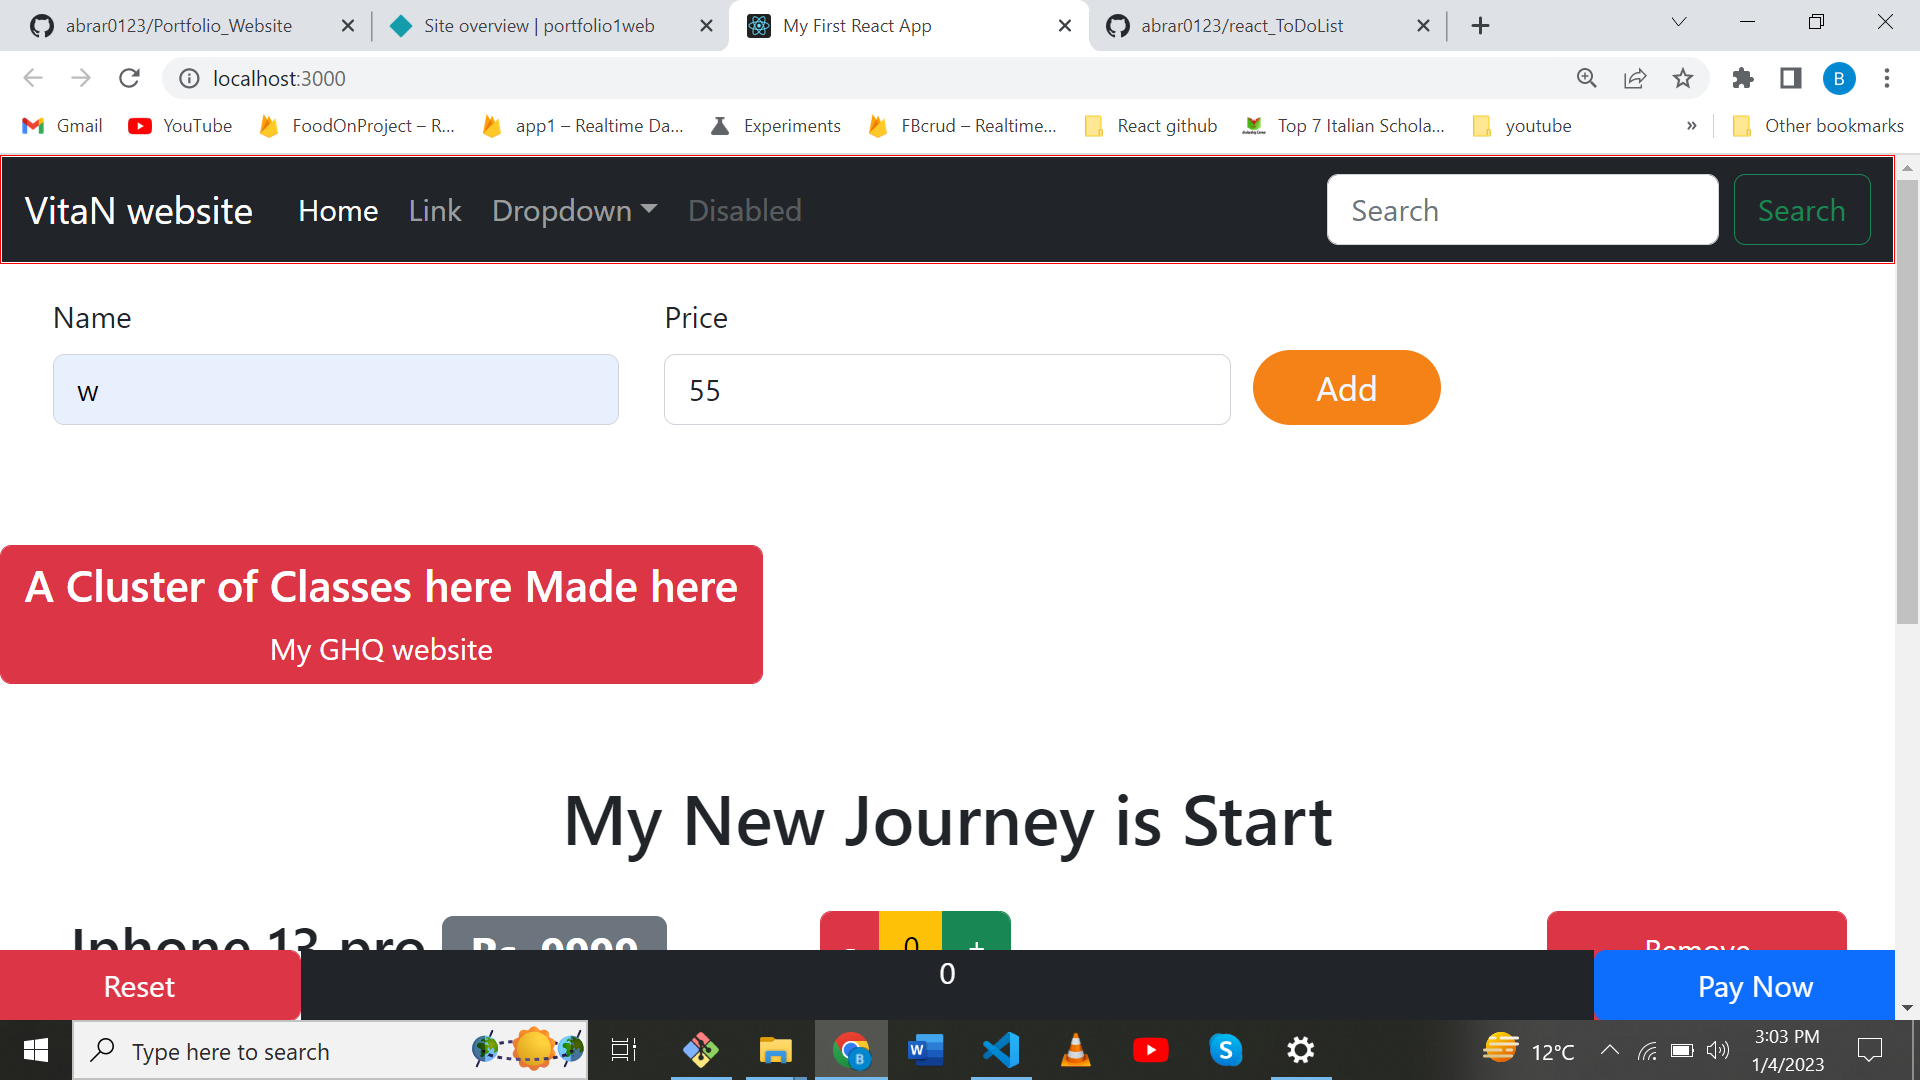 abrar0123/Portfolio_Website
Site overview | portfolio1web
My First React App
abrar0123/react_ToDoList
localhost:3000
B
Gmail
YouTube
FoodOnProject – R...
app1 – Realtime Da...
Experiments
FBcrud – Realtime...
React github
Top 7 Italian Schola...
youtube
»
Other bookmarks
VitaN website
Home
Link
Dropdown
Disabled
Search
Search
Name
Price
w
55
Add
A Cluster of Classes here Made here
My GHQ website
My New Journey is Start
Iphone 13 pro
Rs. 9999
-
0
+
Remove
Reset
0
Pay Now
Type here to search
12°C
3:03 PM
1/4/2023